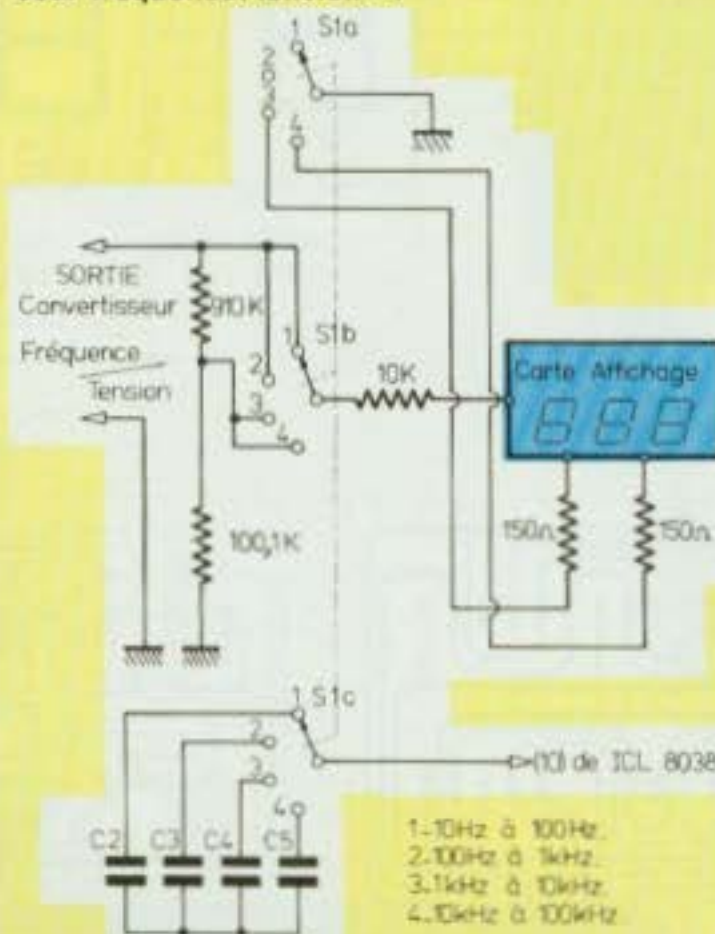 1 S1a
2
3
4
SORTIE
Convertisseur
Fréquence
Tension
910K
1 S1b
2
3
4
10K
Carte Affichage
888
100,1K
150Ω
150Ω
1 S1c
2
3
4
(10) de ICL 8038
C2 C3 C4 C5
1-10Hz à 100Hz.
2.100Hz à 1kHz.
3.1kHz à 10kHz.
4.10kHz à 100kHz